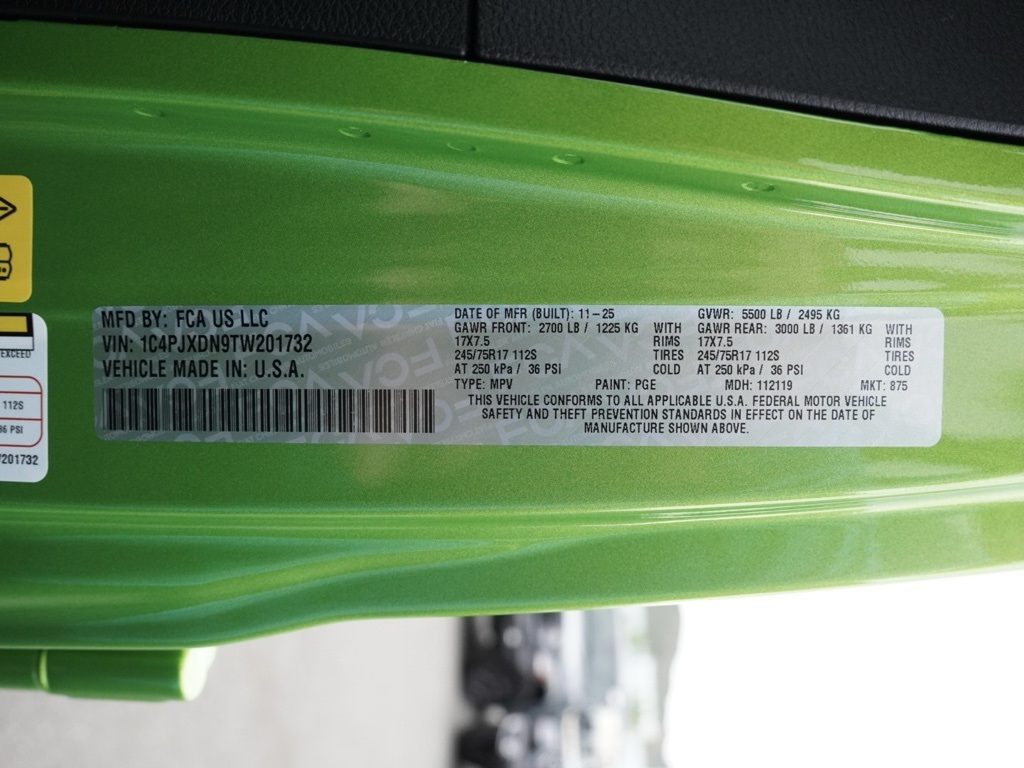 MFD BY: FCA US LLC
VIN: 1C4PJXDN9TW201732
VEHICLE MADE IN: U.S.A.
DATE OF MFR (BUILT): 11-25
GAWR FRONT: 2700 LB / 1225 KG WITH
17X7.5 RIMS
245/75R17 112S TIRES
AT 250 kPa / 36 PSI COLD
GVWR: 5500 LB / 2495 KG
GAWR REAR: 3000 LB / 1361 KG WITH
17X7.5 RIMS
245/75R17 112S TIRES
AT 250 kPa / 36 PSI COLD
TYPE: MPV PAINT: PGE MDH: 112119 MKT: 875
THIS VEHICLE CONFORMS TO ALL APPLICABLE U.S.A. FEDERAL MOTOR VEHICLE
SAFETY AND THEFT PREVENTION STANDARDS IN EFFECT ON THE DATE OF
MANUFACTURE SHOWN ABOVE.
EXCEED
112S
36 PSI
W201732